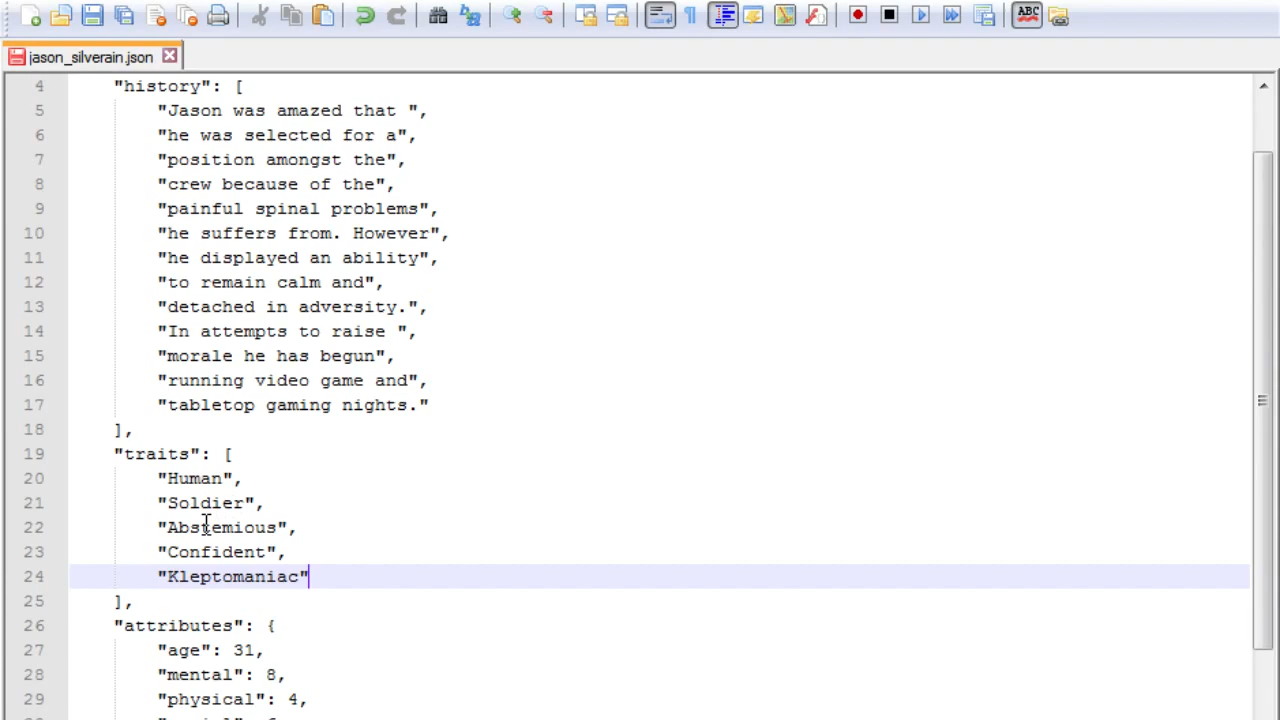 ABC
jason_silverain.json
4 "history": [
5 "Jason was amazed that ",
6 "he was selected for a",
7 "position amongst the",
8 "crew because of the",
9 "painful spinal problems",
10 "he suffers from. However",
11 "he displayed an ability",
12 "to remain calm and",
13 "detached in adversity.",
14 "In attempts to raise ",
15 "morale he has begun",
16 "running video game and",
17 "tabletop gaming nights."
18 ],
19 "traits": [
20 "Human",
21 "Soldier",
22 "Abstemious",
23 "Confident",
24 "Kleptomaniac"
25 ],
26 "attributes": {
27 "age": 31,
28 "mental": 8,
29 "physical": 4,